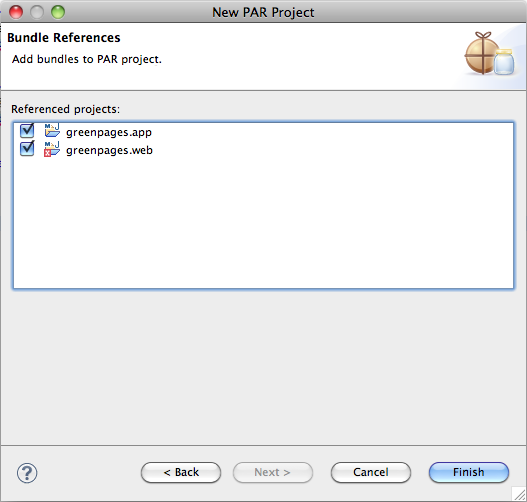 New PAR Project
Bundle References
Add bundles to PAR project.
Referenced projects:
greenpages.app
greenpages.web
?
< Back
Next >
Cancel
Finish